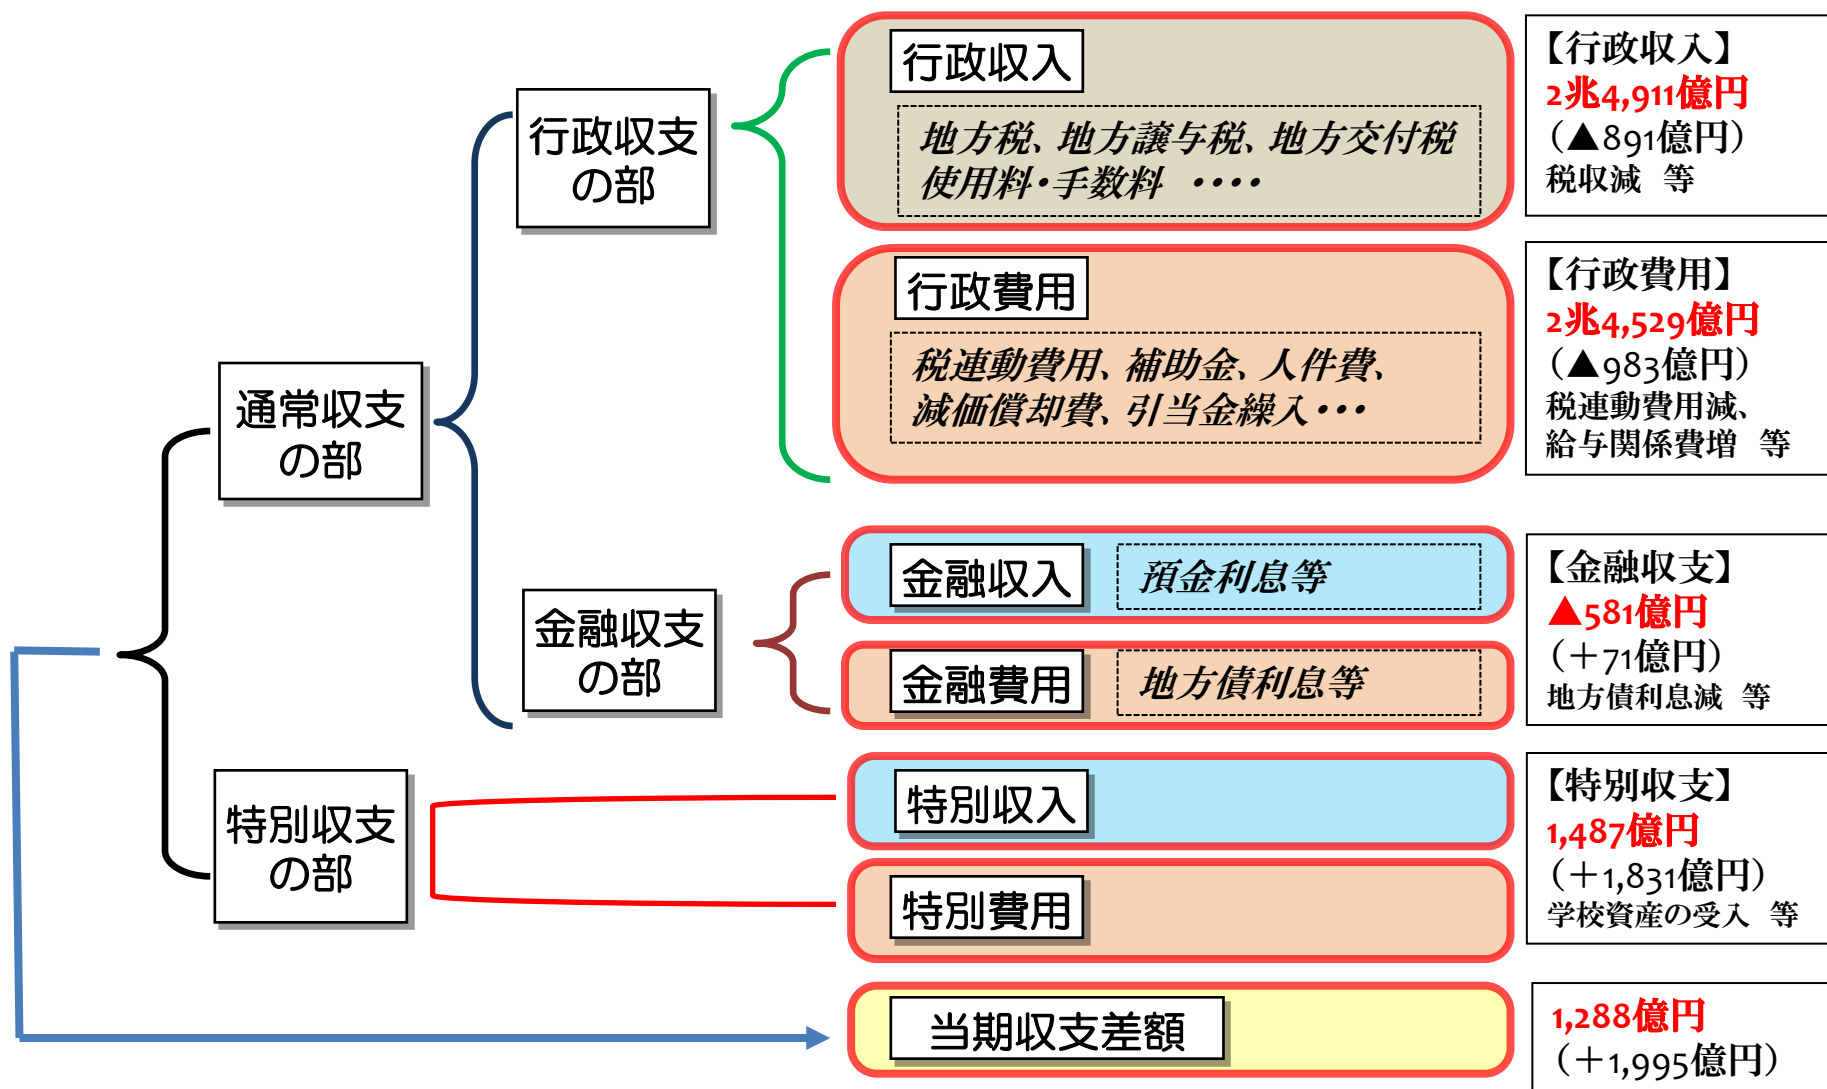 通常収支
の部
特別収支
の部
行政収支
の部
金融収支
の部
行政収入
地方税、地方譲与税、地方交付税
使用料・手数料 ・・・・
行政費用
税連動費用、補助金、人件費、
減価償却費、引当金繰入・・・
金融収入
預金利息等
金融費用
地方債利息等
特別収入
特別費用
当期収支差額
【行政収入】
2兆4,911億円
（▲891億円）
税収減 等
【行政費用】
2兆4,529億円
（▲983億円）
税連動費用減、
給与関係費増 等
【金融収支】
▲581億円
（＋71億円）
地方債利息減 等
【特別収支】
1,487億円
（＋1,831億円）
学校資産の受入 等
1,288億円
（＋1,995億円）